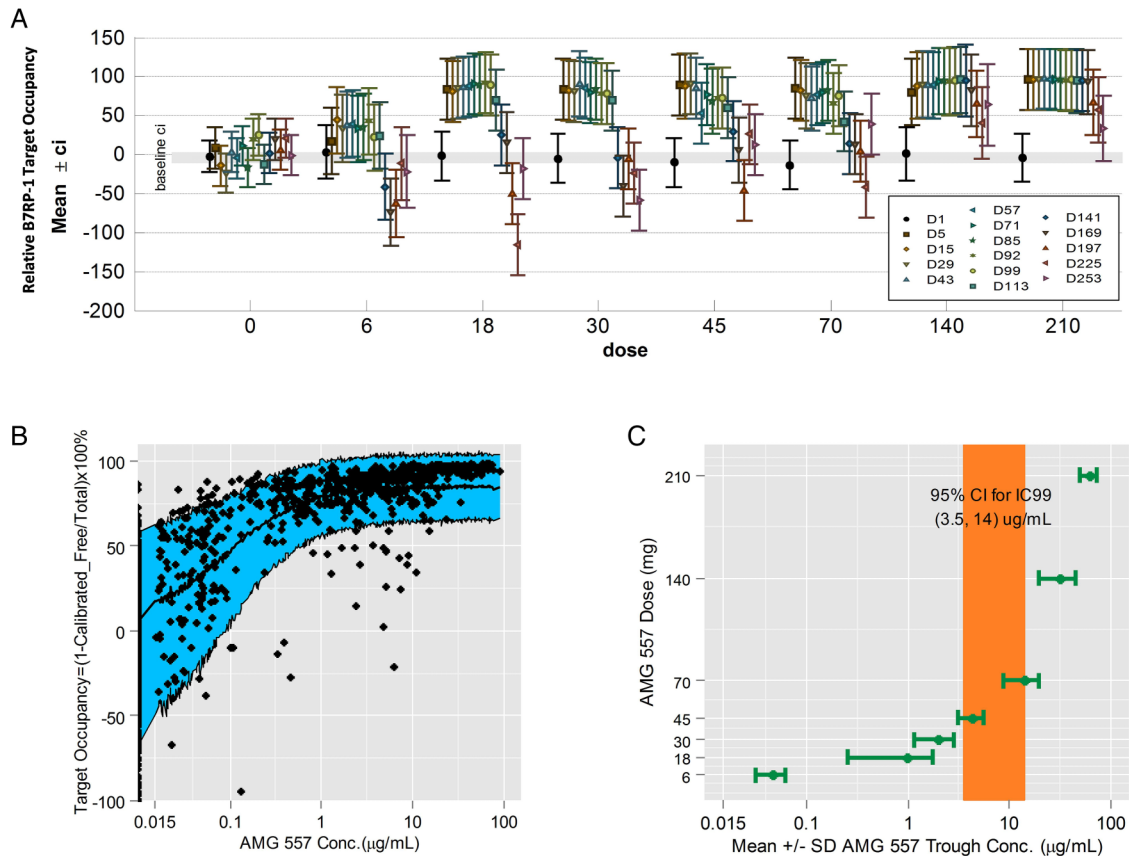 A
Relative B7RP-1 Target Occupancy
Mean ± ci
150
100
50
0
-50
-100
-150
-200
baseline ci
0 6 18 30 45 70 140 210
dose
D1
D5
D15
D29
D43
D57
D71
D85
D92
D99
D113
D141
D169
D197
D225
D253
B
Target Occupancy=(1-Calibrated_Free/Total)x100%
100
50
0
-50
-100
0.015 0.1 1 10 100
AMG 557 Conc.(μg/mL)
C
AMG 557 Dose (mg)
210
140
70
45
30
18
6
95% CI for IC99
(3.5, 14) ug/mL
0.015 0.1 1 10 100
Mean +/- SD AMG 557 Trough Conc. (μg/mL)